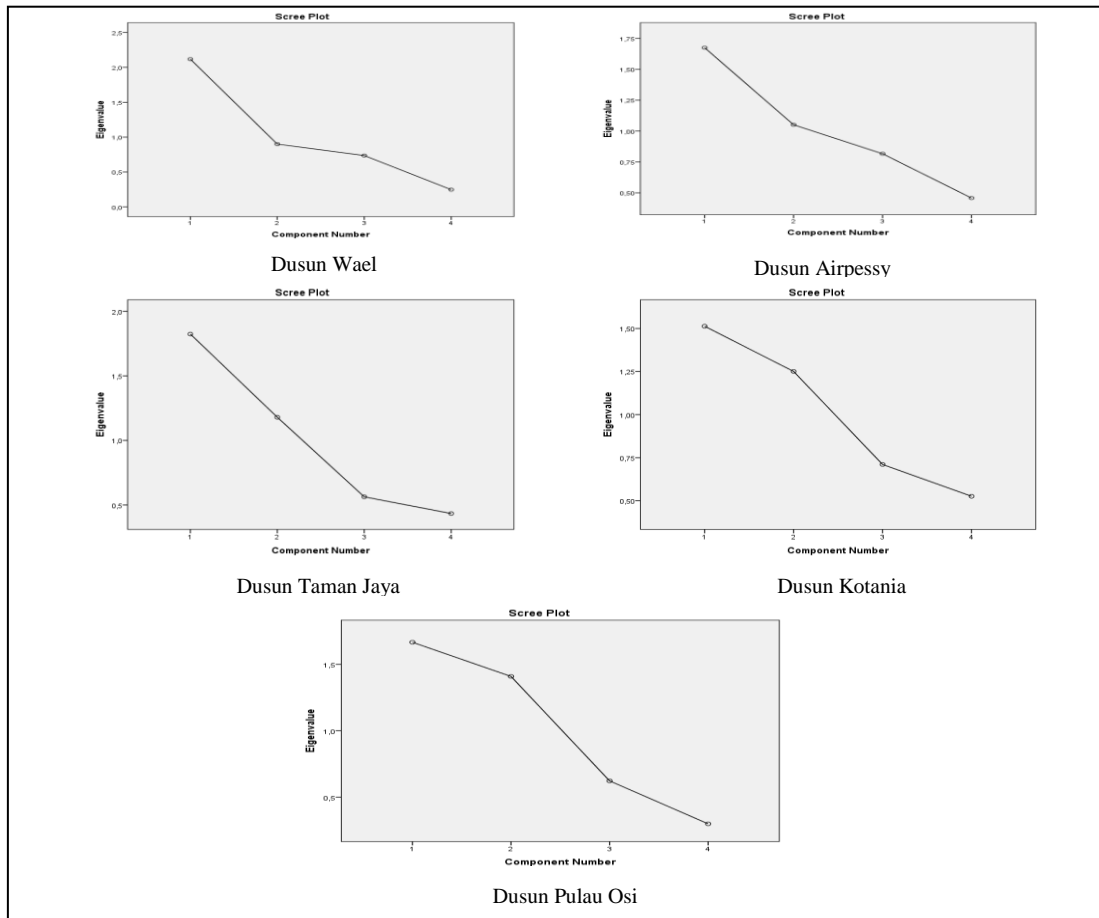 Scree Plot
2,5
2,0
1,5
1,0
0,5
0,0
Eigenvalue
1 2 3 4
Component Number
Dusun Wael
Scree Plot
1,75
1,50
1,25
1,00
0,75
0,50
Eigenvalue
1 2 3 4
Component Number
Dusun Airpessy
Scree Plot
2,0
1,5
1,0
0,5
Eigenvalue
1 2 3 4
Component Number
Dusun Taman Jaya
Scree Plot
1,50
1,25
1,00
0,75
0,50
Eigenvalue
1 2 3 4
Component Number
Dusun Kotania
Scree Plot
1,5
1,0
0,5
Eigenvalue
1 2 3 4
Component Number
Dusun Pulau Osi